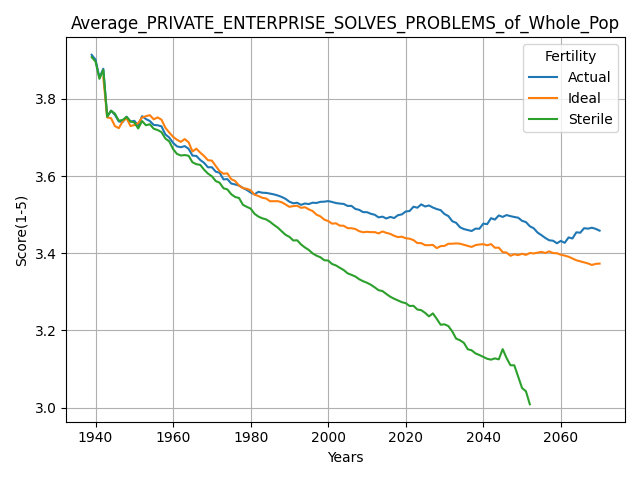 Average_PRIVATE_ENTERPRISE_SOLVES_PROBLEMS_of_Whole_Pop
Fertility
Actual
Ideal
Sterile
Score(1-5)
3.8
3.6
3.4
3.2
3.0
1940 1960 1980 2000 2020 2040 2060
Years